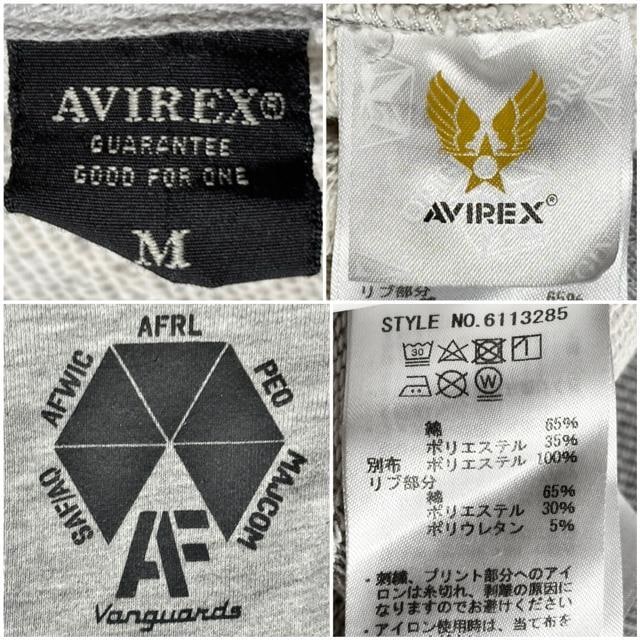 AVIREX®
GUARANTEE
GOOD FOR ONE
M
ORIGIN
AVIREX®
リブ部分
65%
AFRL
AFWIC
PEO
SAF/AQ
MAJCOM
AF
Vanguards
STYLE NO.6113285
30
1
W
綿 65%
ポリエステル 35%
別布 ポリエステル 100%
リブ部分
綿 65%
ポリエステル 30%
ポリウレタン 5%
・刺繍、プリント部分へのアイ
ロンは糸切れ、剥離の原因に
なりますのでお避けください
・アイロン使用時は、当て布を